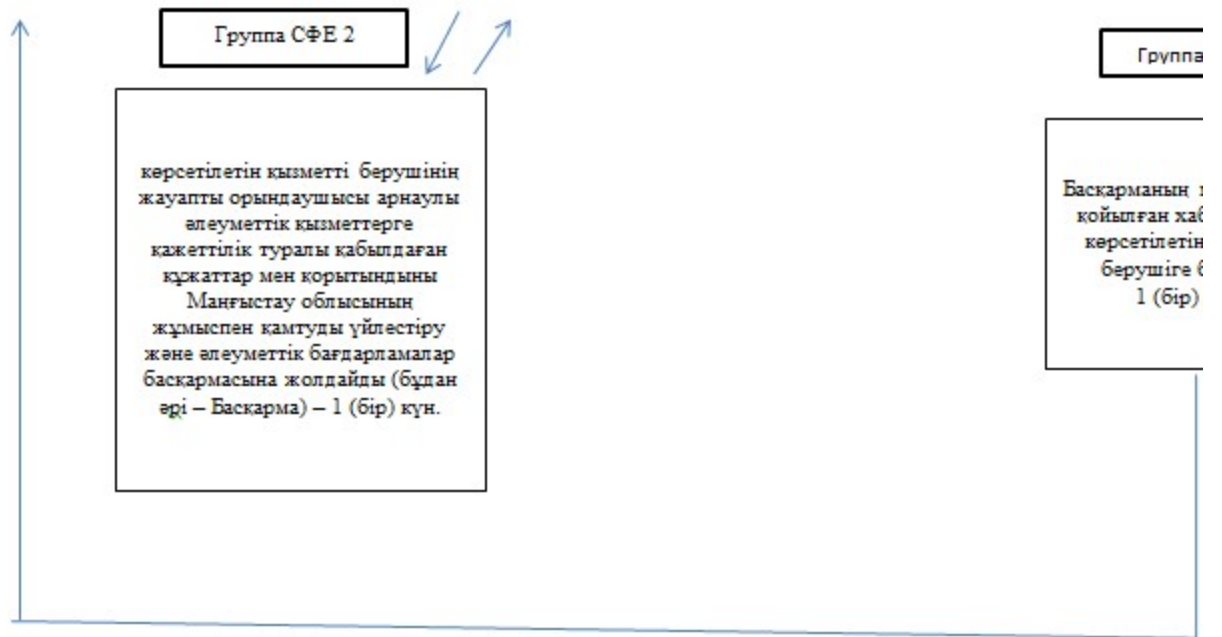 Группа СФЕ 2
көрсетілетін қызметті берушінің
жауапты орындаушысы арнаулы
әлеуметтік қызметтерге
қажеттілік туралы қабылдаған
құжаттар мен қорытындыны
Маңғыстау облысының
жұмыспен қамтуды үйлестіру
және әлеуметтік бағдарламалар
басқармасына жолдайды (бұдан
әрі – Басқарма) – 1 (бір) күн.
Группа
Басқарманың
қойылған
көрсетілетін
берушіге
1 (бір)